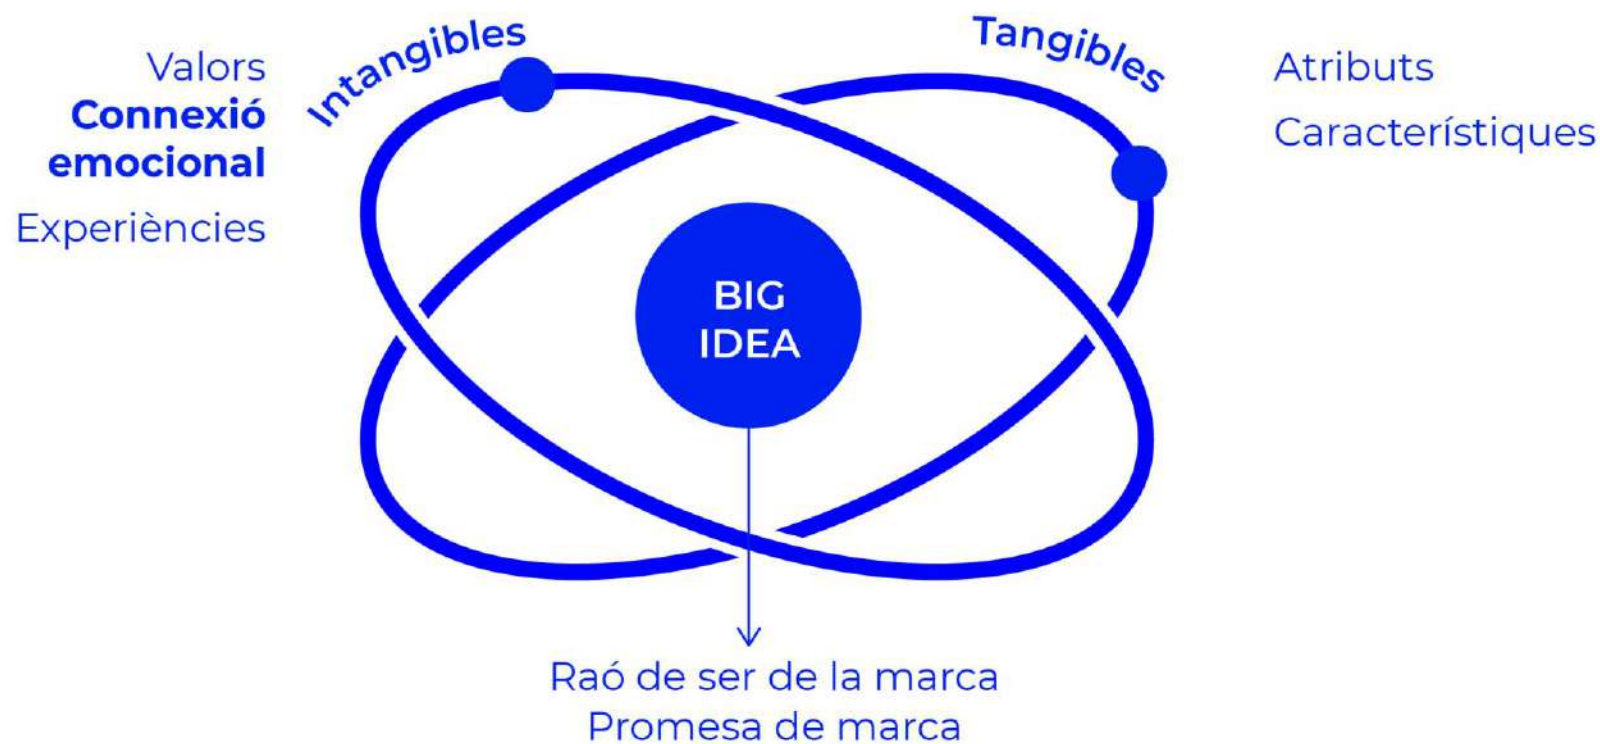 Intangibles
Tangibles
Valors
Connexió
emocional
Experiències
Atributs
Característiques
BIG
IDEA
Raó de ser de la marca
Promesa de marca